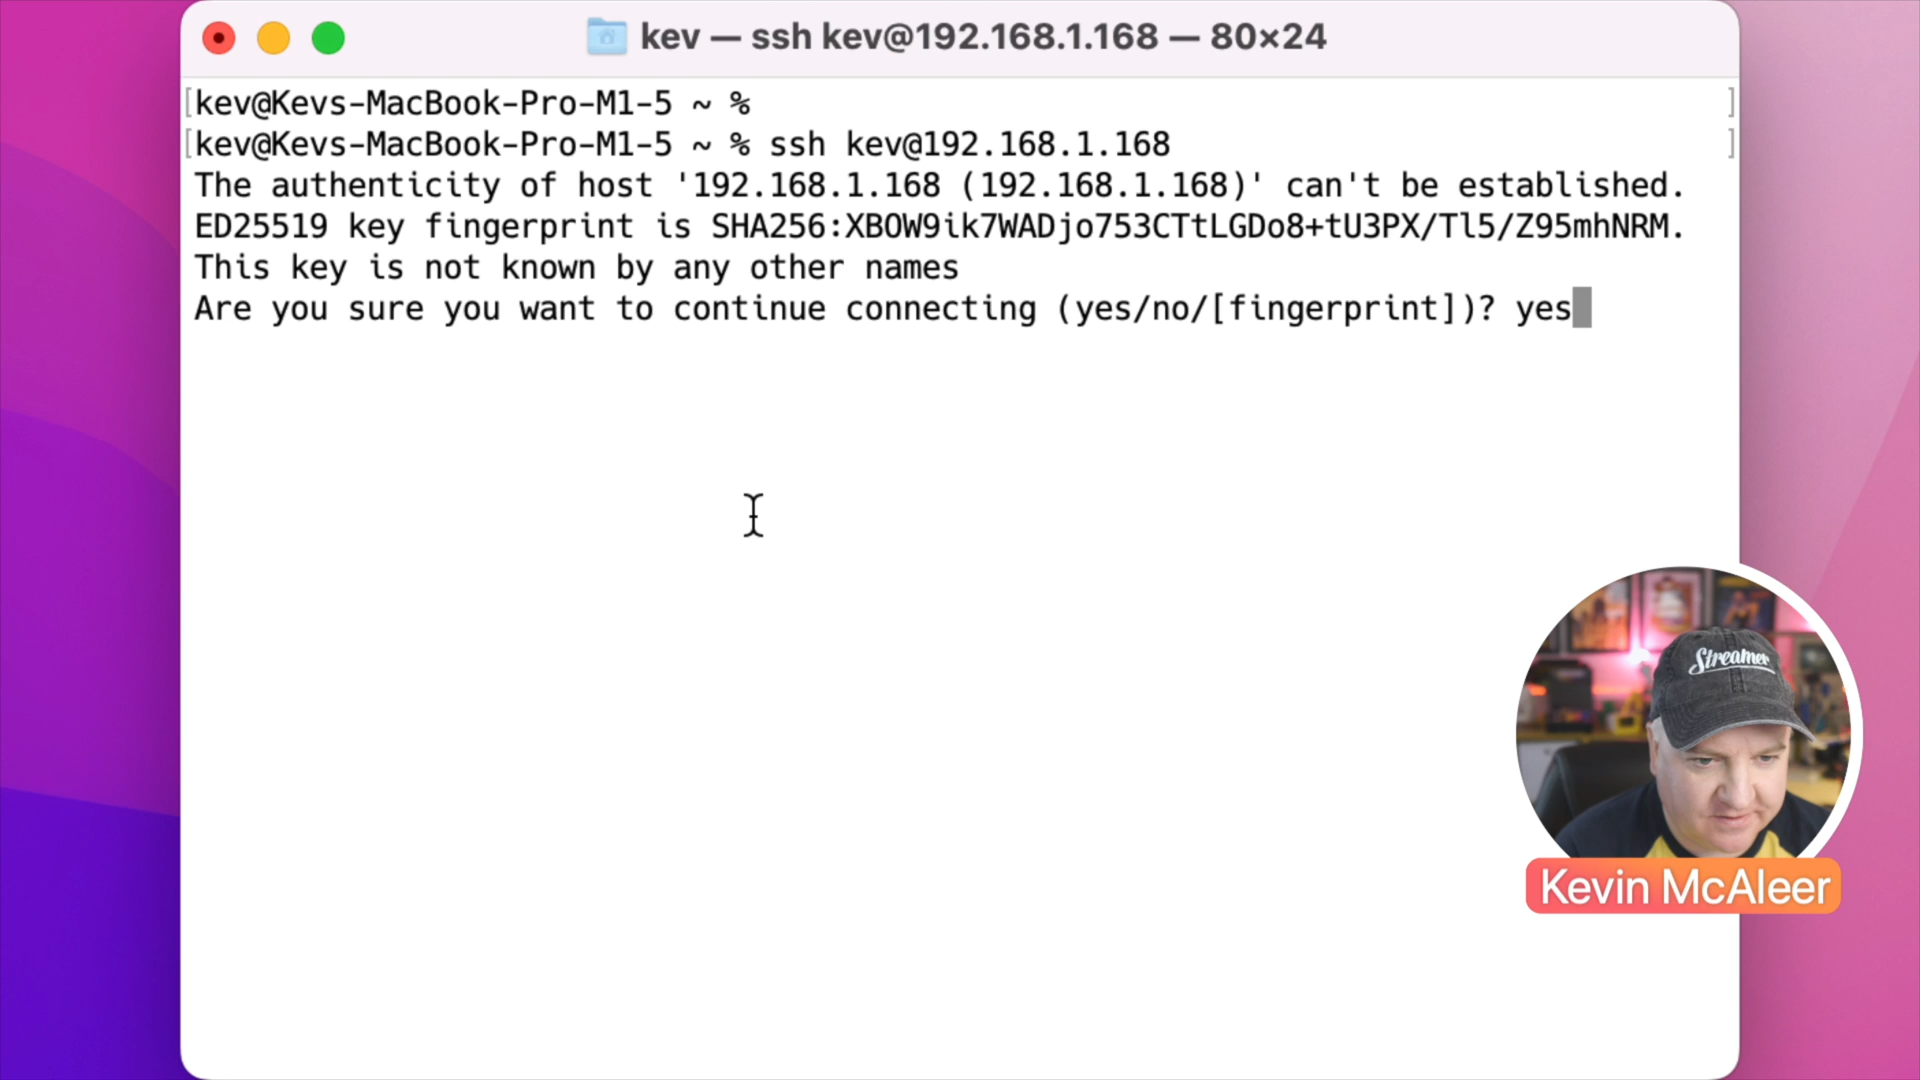 kev — ssh kev@192.168.1.168 — 80×24
[kev@Kevs-MacBook-Pro-M1-5 ~ % ]
[kev@Kevs-MacBook-Pro-M1-5 ~ % ssh kev@192.168.1.168 ]
The authenticity of host '192.168.1.168 (192.168.1.168)' can't be established.
ED25519 key fingerprint is SHA256:XBOW9ik7WADjo753CTtLGDo8+tU3PX/Tl5/Z95mhNRM.
This key is not known by any other names
Are you sure you want to continue connecting (yes/no/[fingerprint])? yes
Streamer
Kevin McAleer